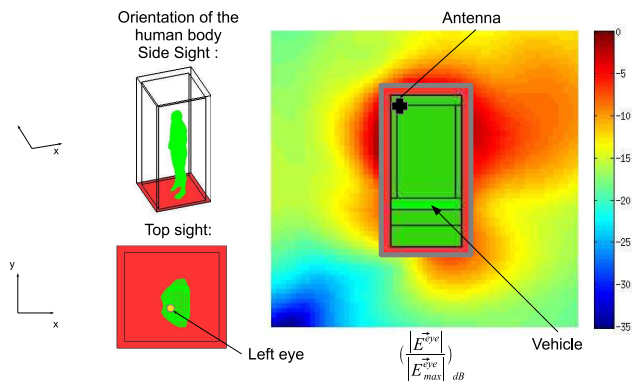 Orientation of the
human body
Side Sight :
x
Top sight:
y
x
Left eye
Antenna
Vehicle
0
-5
-10
-15
-20
-25
-30
-35
(|E⃗^eye| / |E⃗^eye_max|)_dB